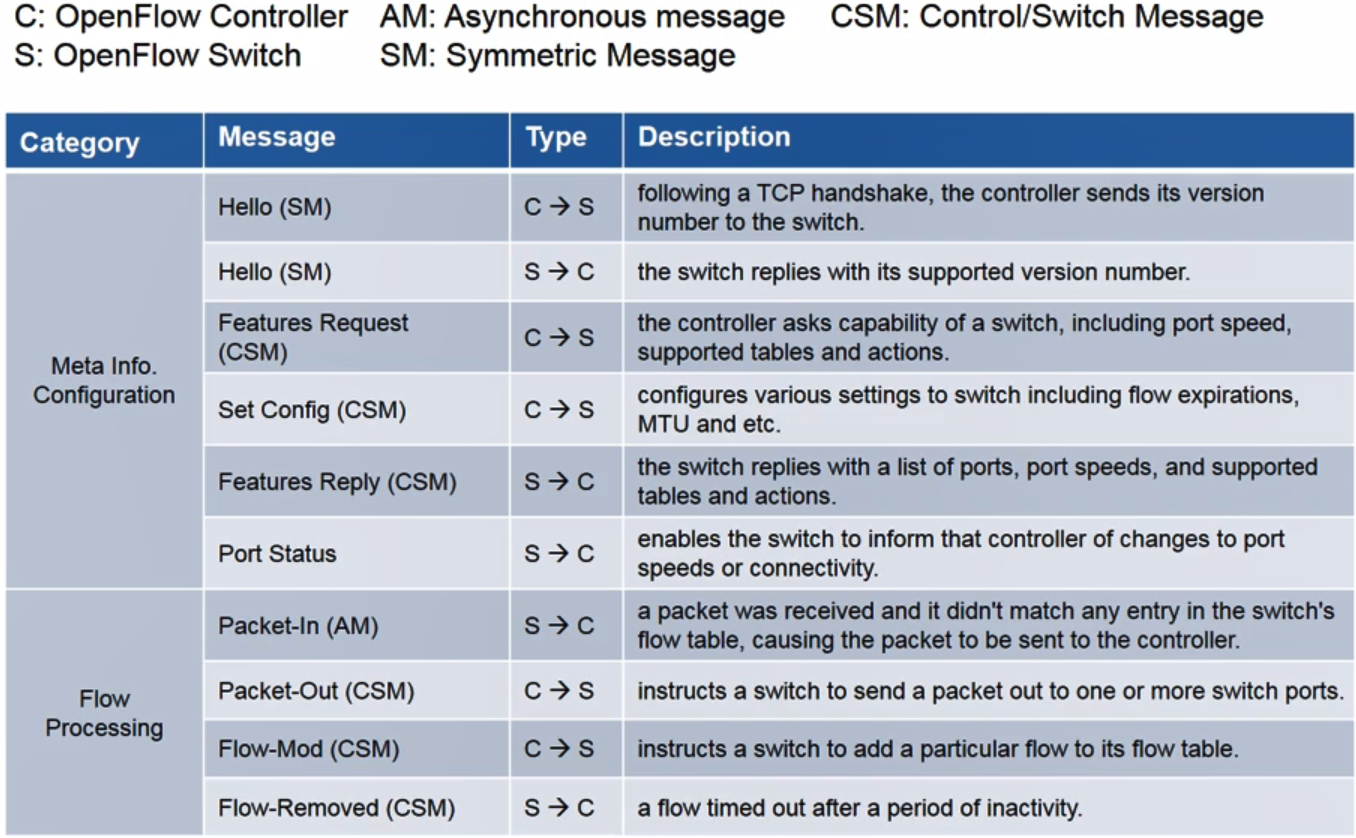 C: OpenFlow Controller AM: Asynchronous message CSM: Control/Switch Message
S: OpenFlow Switch SM: Symmetric Message
Category Message Type Description
Meta Info.
Configuration
Hello (SM) C → S following a TCP handshake, the controller sends its version
number to the switch.
Hello (SM) S → C the switch replies with its supported version number.
Features Request
(CSM) C → S the controller asks capability of a switch, including port speed,
supported tables and actions.
Set Config (CSM) C → S configures various settings to switch including flow expirations,
MTU and etc.
Features Reply (CSM) S → C the switch replies with a list of ports, port speeds, and supported
tables and actions.
Port Status S → C enables the switch to inform that controller of changes to port
speeds or connectivity.
Flow
Processing
Packet-In (AM) S → C a packet was received and it didn't match any entry in the switch's
flow table, causing the packet to be sent to the controller.
Packet-Out (CSM) C → S instructs a switch to send a packet out to one or more switch ports.
Flow-Mod (CSM) C → S instructs a switch to add a particular flow to its flow table.
Flow-Removed (CSM) S → C a flow timed out after a period of inactivity.